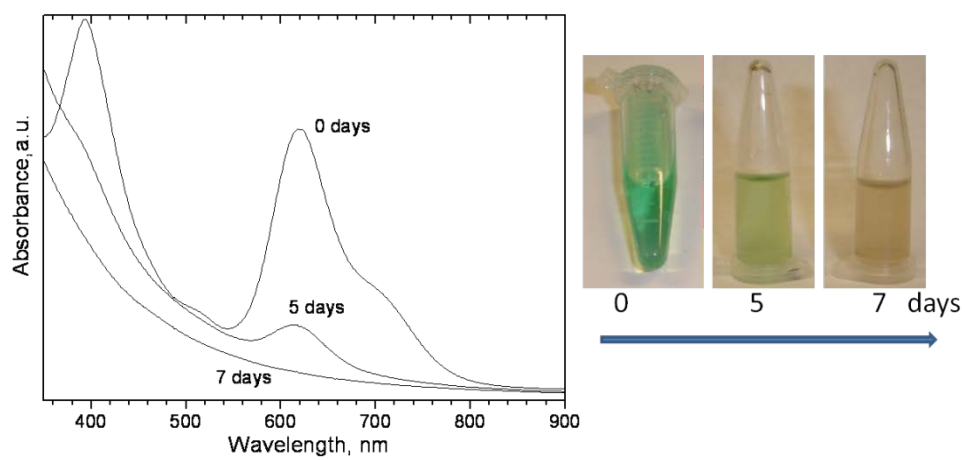 Absorbance, a.u.
0 days
5 days
7 days
400 500 600 700 800 900
Wavelength, nm
0 5 7 days